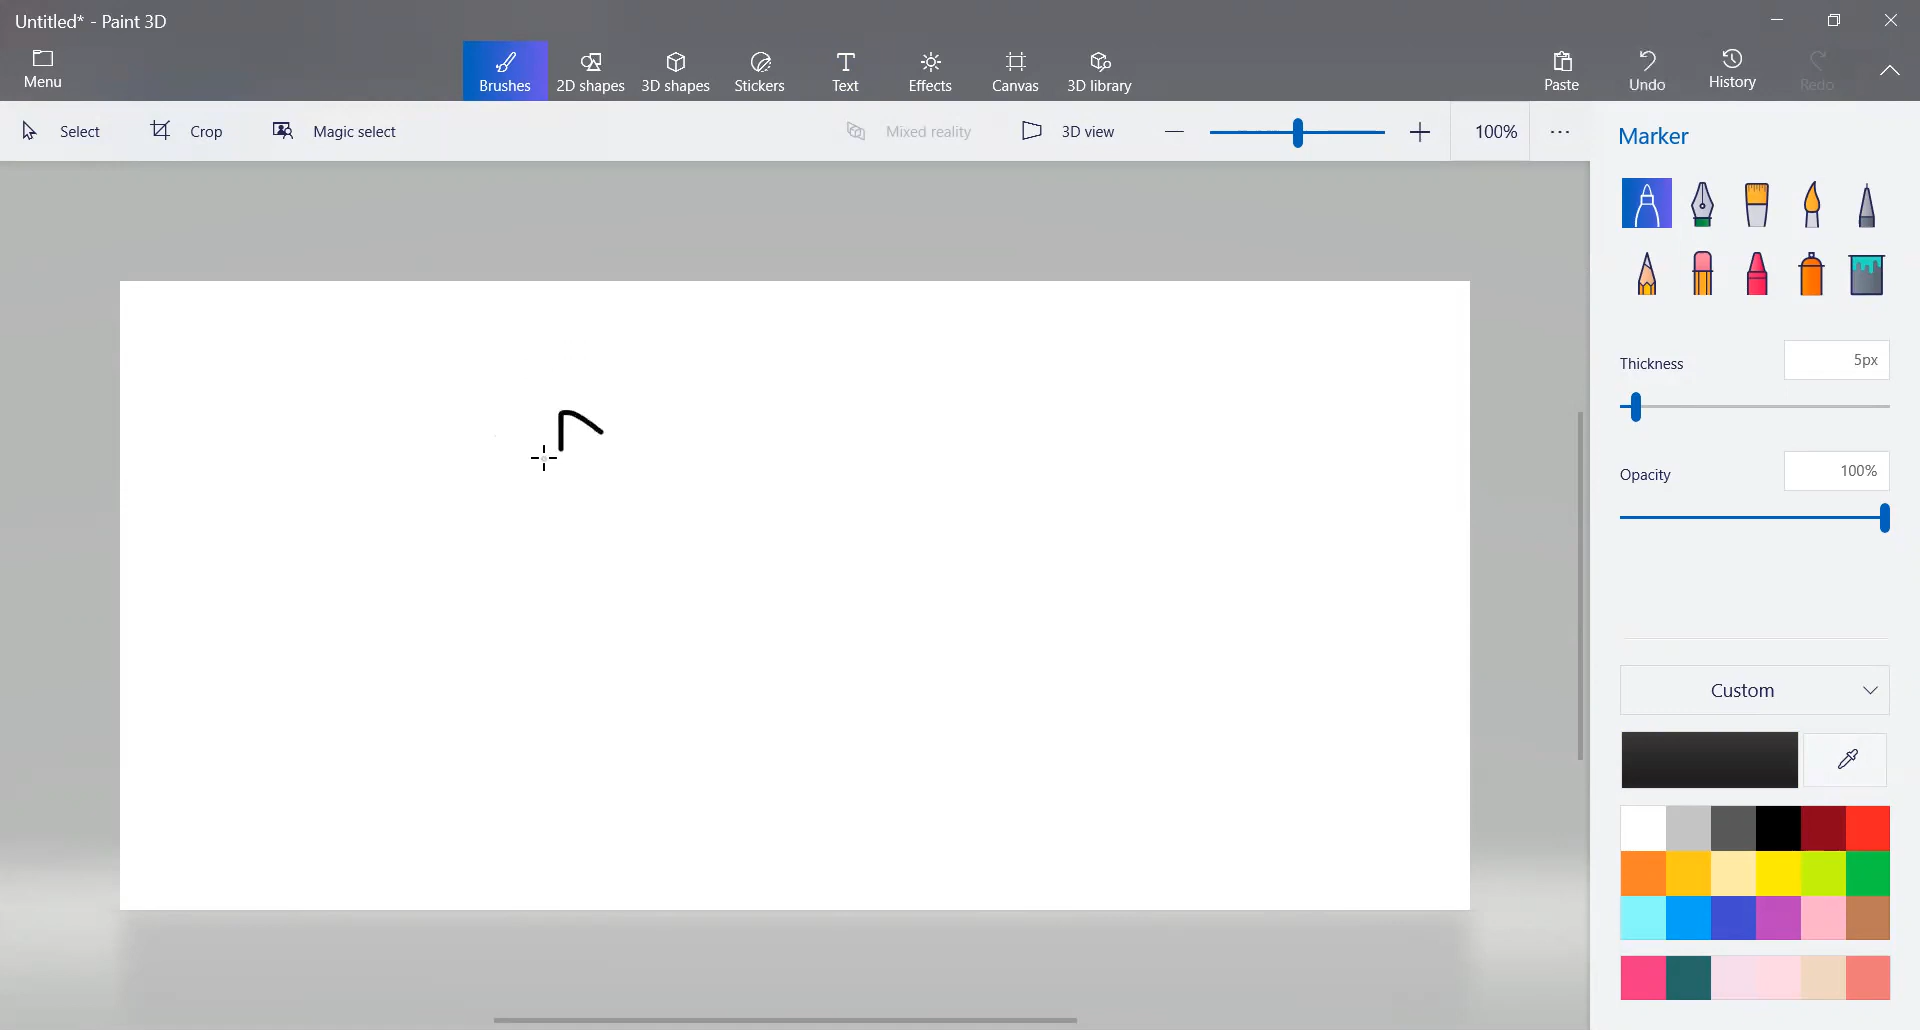 Untitled* - Paint 3D
Menu
Brushes
2D shapes
3D shapes
Stickers
Text
Effects
Canvas
3D library
Paste
Undo
History
Redo
Select
Crop
Magic select
Mixed reality
3D view
100%
Marker
Thickness
5px
Opacity
100%
Custom